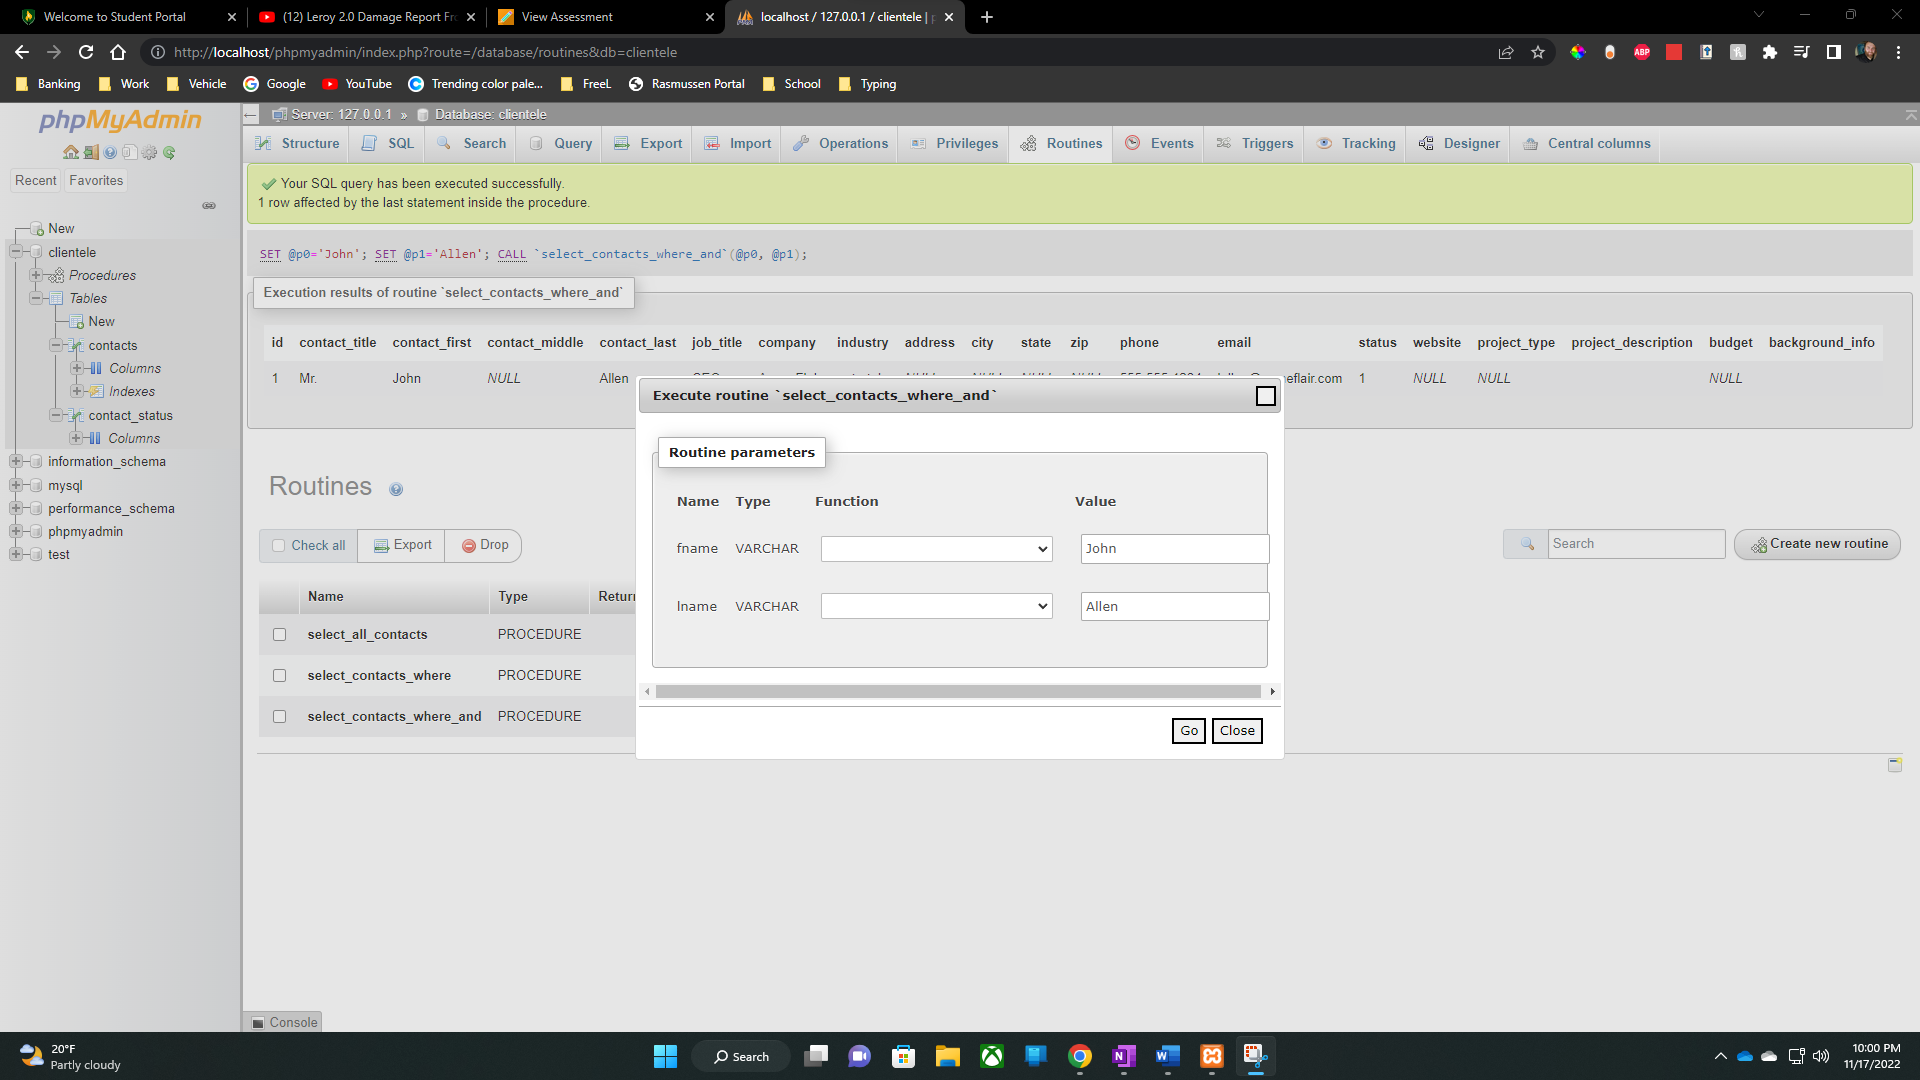 Welcome to Student Portal
(12) Leroy 2.0 Damage Report Fr
View Assessment
localhost / 127.0.0.1 / clientele |
http://localhost/phpmyadmin/index.php?route=/database/routines&db=clientele
Banking
Work
Vehicle
Google
YouTube
Trending color pale...
FreeL
Rasmussen Portal
School
Typing
phpMyAdmin
Server: 127.0.0.1 » Database: clientele
Structure
SQL
Search
Query
Export
Import
Operations
Privileges
Routines
Events
Triggers
Tracking
Designer
Central columns
Recent
Favorites
New
clientele
Procedures
Tables
New
contacts
Columns
Indexes
contact_status
Columns
information_schema
mysql
performance_schema
phpmyadmin
test
Your SQL query has been executed successfully.
1 row affected by the last statement inside the procedure.
SET @p0='John'; SET @p1='Allen'; CALL `select_contacts_where_and`(@p0, @p1);
Execution results of routine `select_contacts_where_and`
id contact_title contact_first contact_middle contact_last job_title company industry address city state zip phone email status website project_type project_description budget background_info
1 Mr. John NULL Allen eflair.com 1 NULL NULL NULL
Execute routine `select_contacts_where_and`
Routine parameters
Name Type Function Value
fname VARCHAR John
lname VARCHAR Allen
Go
Close
Routines
Check all
Export
Drop
Search
Create new routine
Name Type Return
select_all_contacts PROCEDURE
select_contacts_where PROCEDURE
select_contacts_where_and PROCEDURE
Console
20°F
Partly cloudy
Search
10:00 PM
11/17/2022